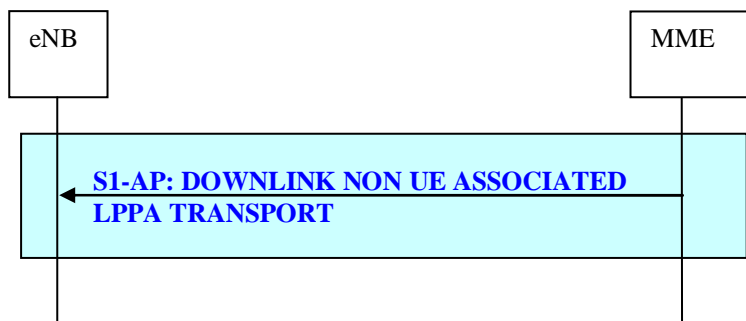 eNB
MME
S1-AP: DOWNLINK NON UE ASSOCIATED
LPPA TRANSPORT